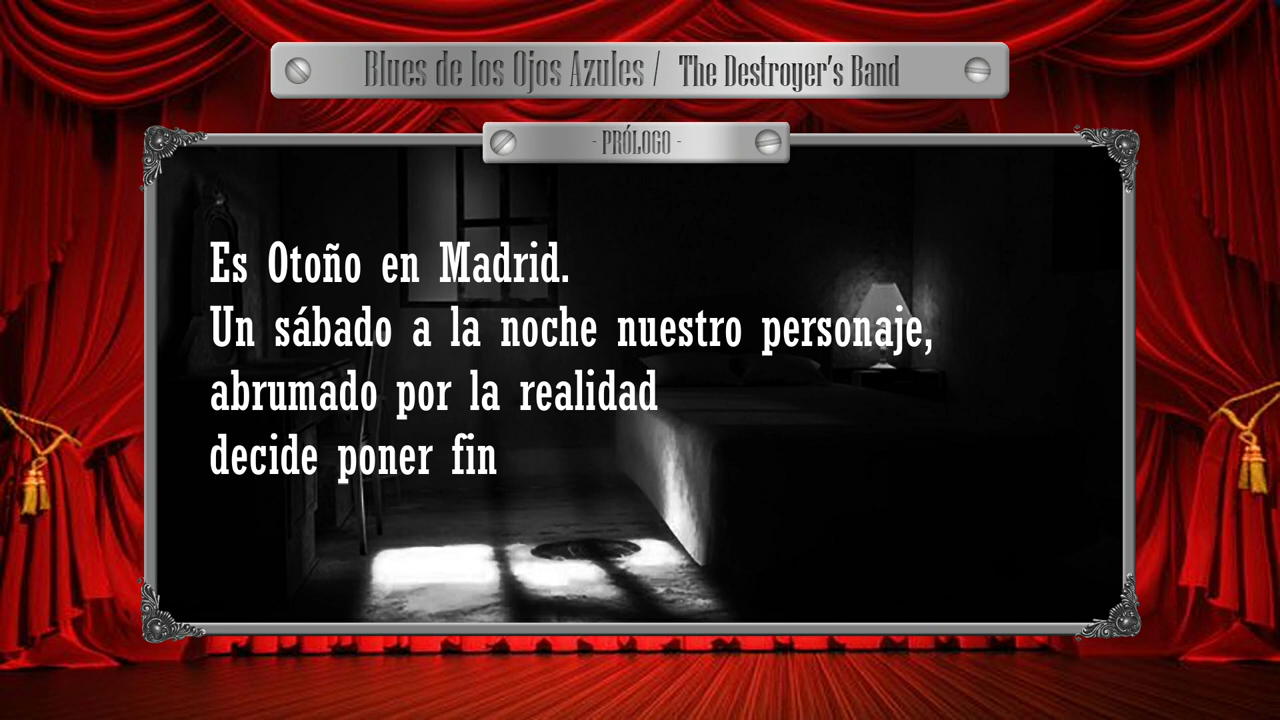 Blues de los Ojos Azules / The Destroyer's Band
- PRÓLOGO -
Es Otoño en Madrid.
Un sábado a la noche nuestro personaje,
abrumado por la realidad
decide poner fin